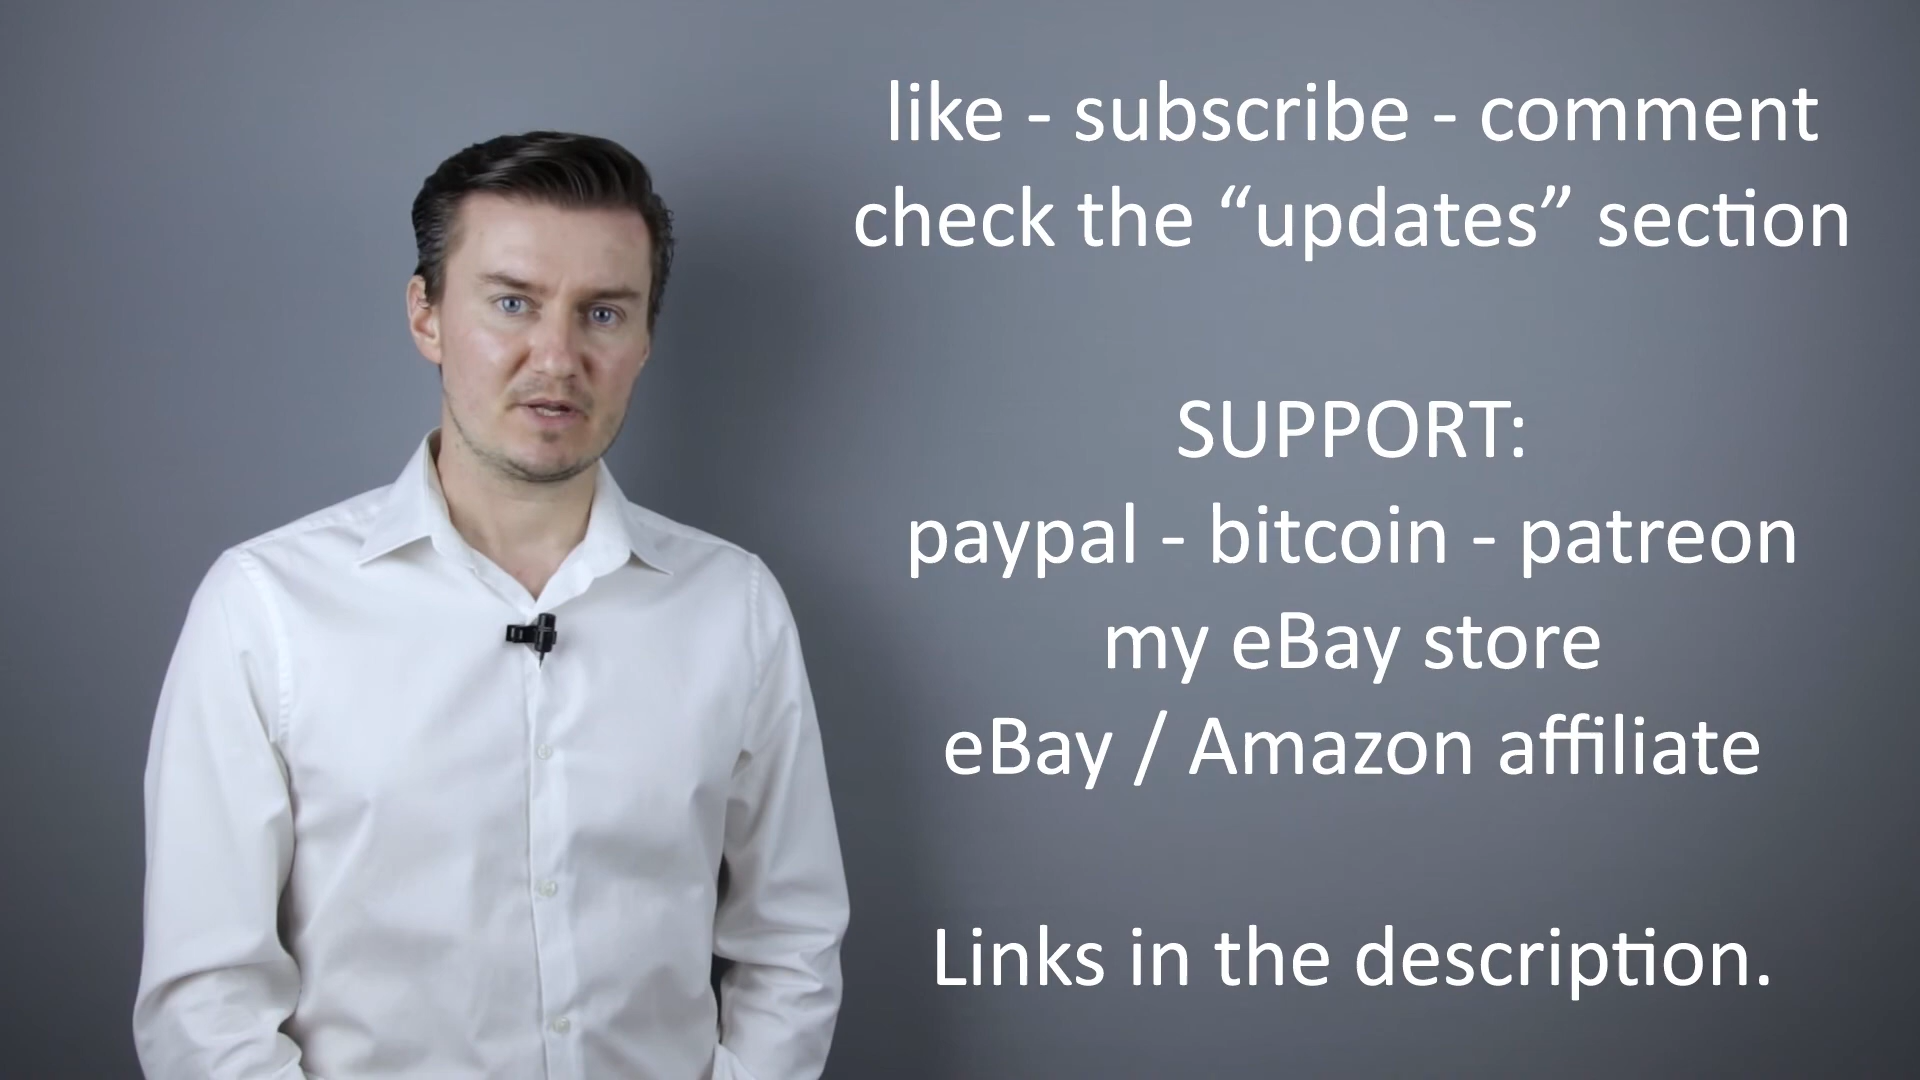 like - subscribe - comment
check the “updates” section
SUPPORT:
paypal - bitcoin - patreon
my eBay store
eBay / Amazon affiliate
Links in the description.